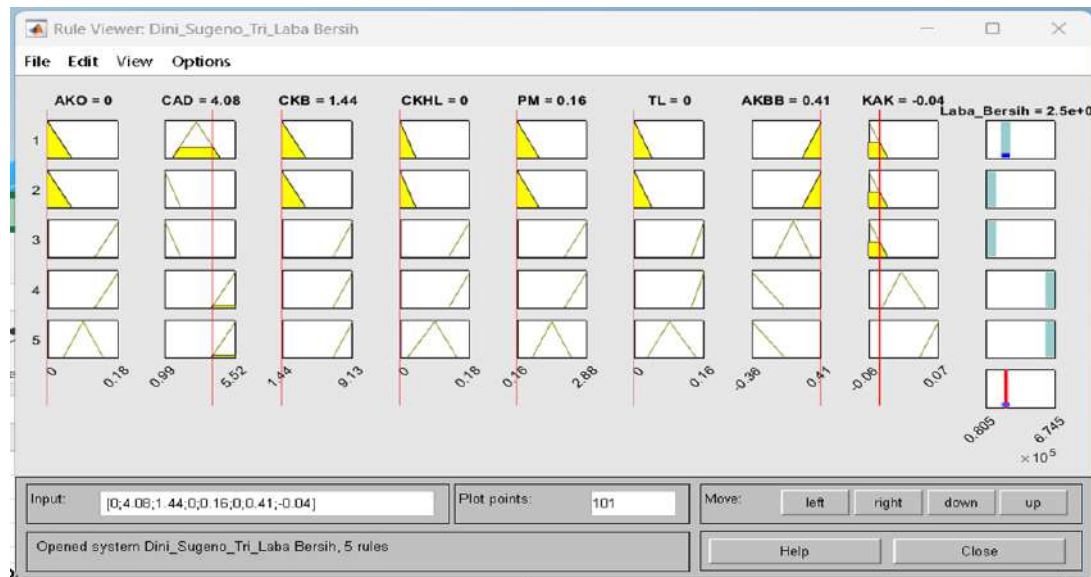 Rule Viewer: Dini_Sugeno_Tri_Laba Bersih
File Edit View Options
AKO = 0 CAD = 4.08 CKB = 1.44 CKHL = 0 PM = 0.16 TL = 0 AKBB = 0.41 KAK = -0.04
Laba_Bersih = 2.5e+0
1
2
3
4
5
0 0.18 0.99 5.52 1.44 9.13 0 0.18 0.16 2.88 0 0.16 -0.36 0.41 -0.06 0.07
0.805 6.745
× 10^5
Input: [0;4.08;1.44;0;0.16;0;0.41;-0.04] Plot points: 101 Move: left right down up
Opened system Dini_Sugeno_Tri_Laba Bersih, 5 rules Help Close